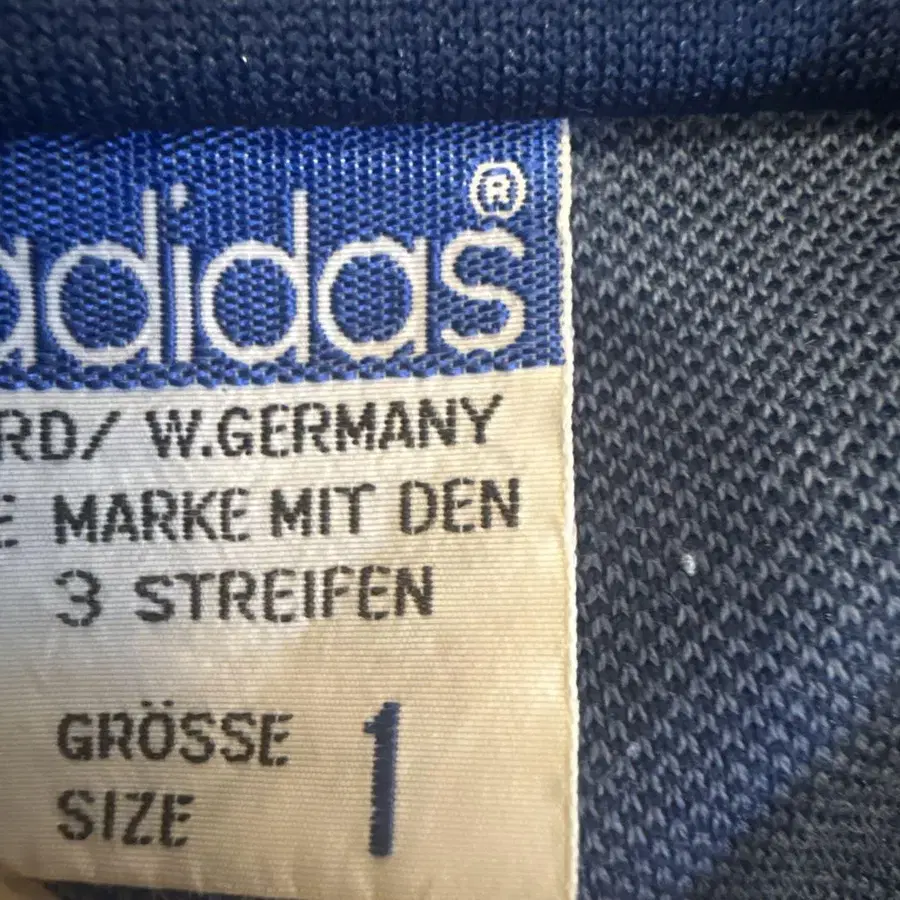 adidas®
RD/ W.GERMANY
E MARKE MIT DEN
3 STREIFEN
GRÖSSE 1
SIZE